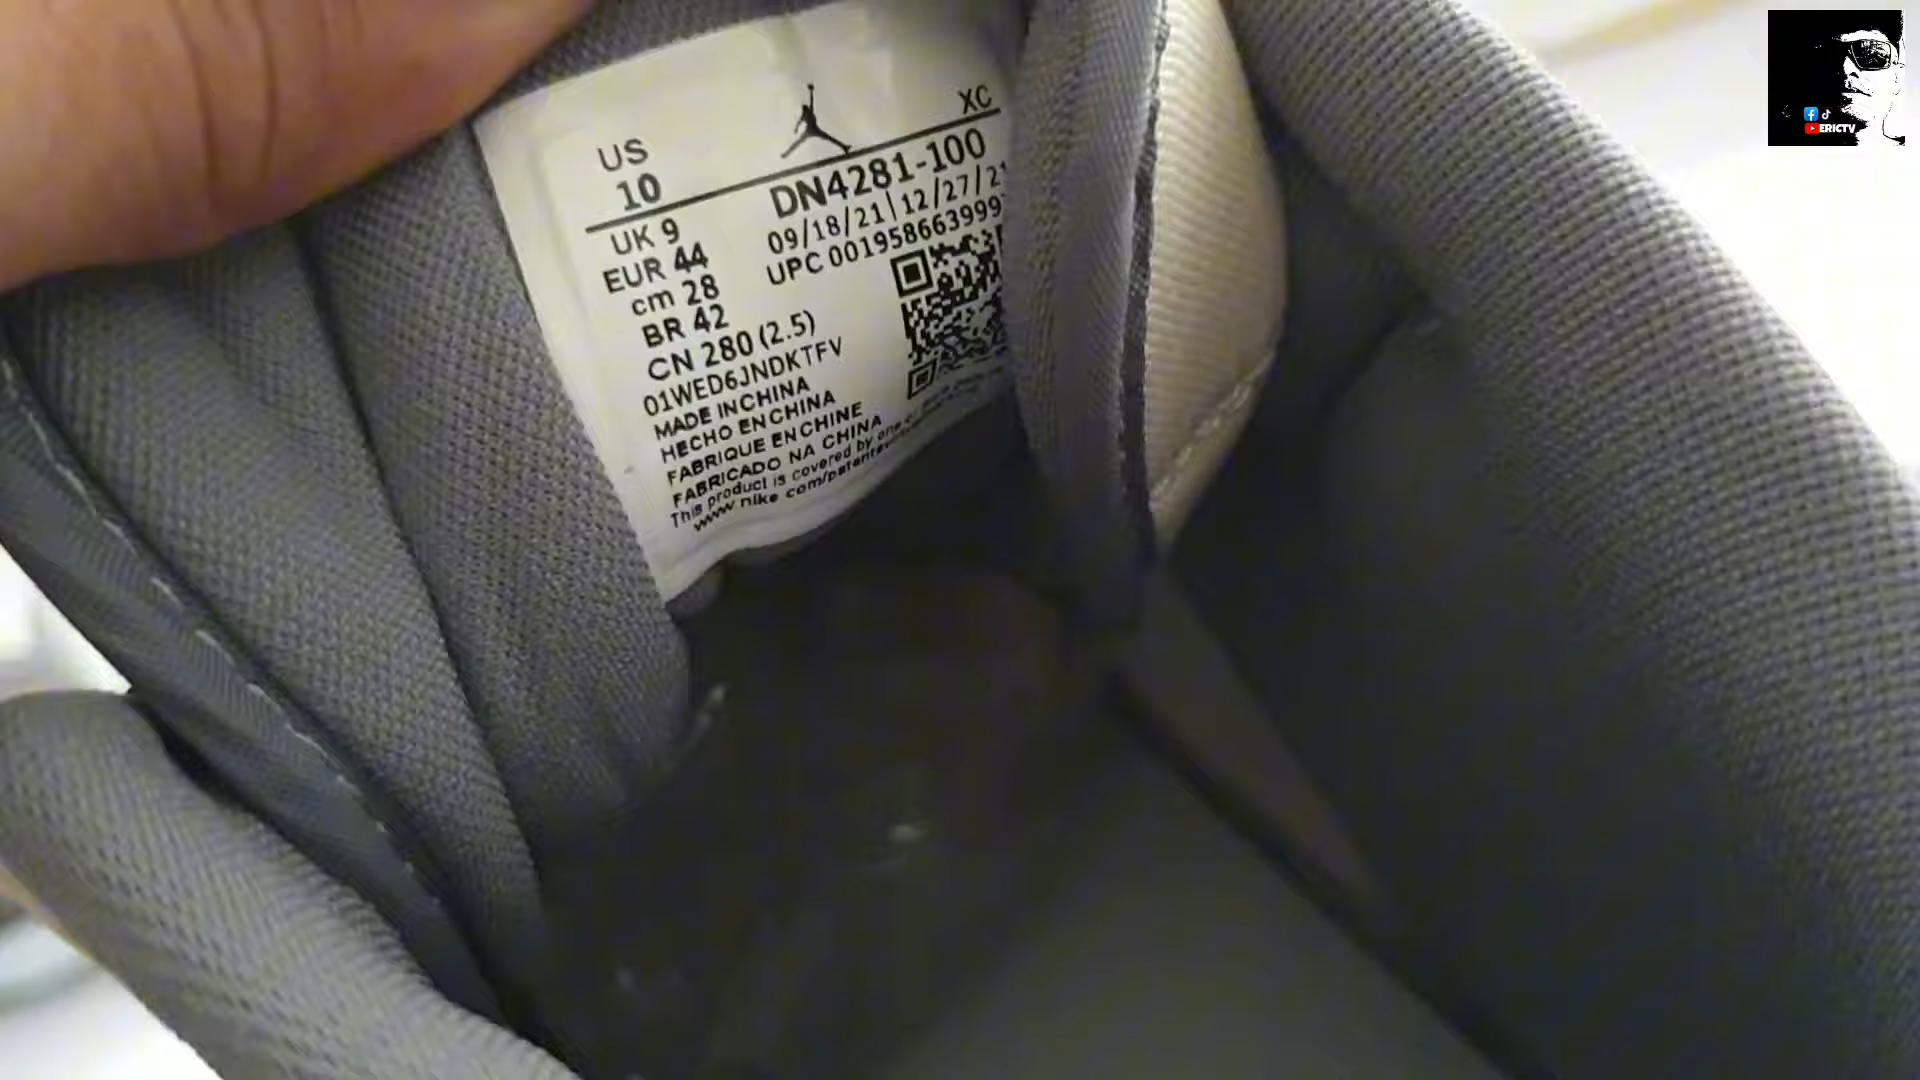 US
10
XC
DN4281-100
09/18/21|12/27/21
UPC 0019586639997
UK 9
EUR 44
cm 28
BR 42
CN 280 (2.5)
01WED6JNDKTFV
MADE IN CHINA
HECHO EN CHINA
FABRIQUE EN CHINE
FABRICADO NA CHINA
This product is covered by one or
www nike com/patents
ERICTV